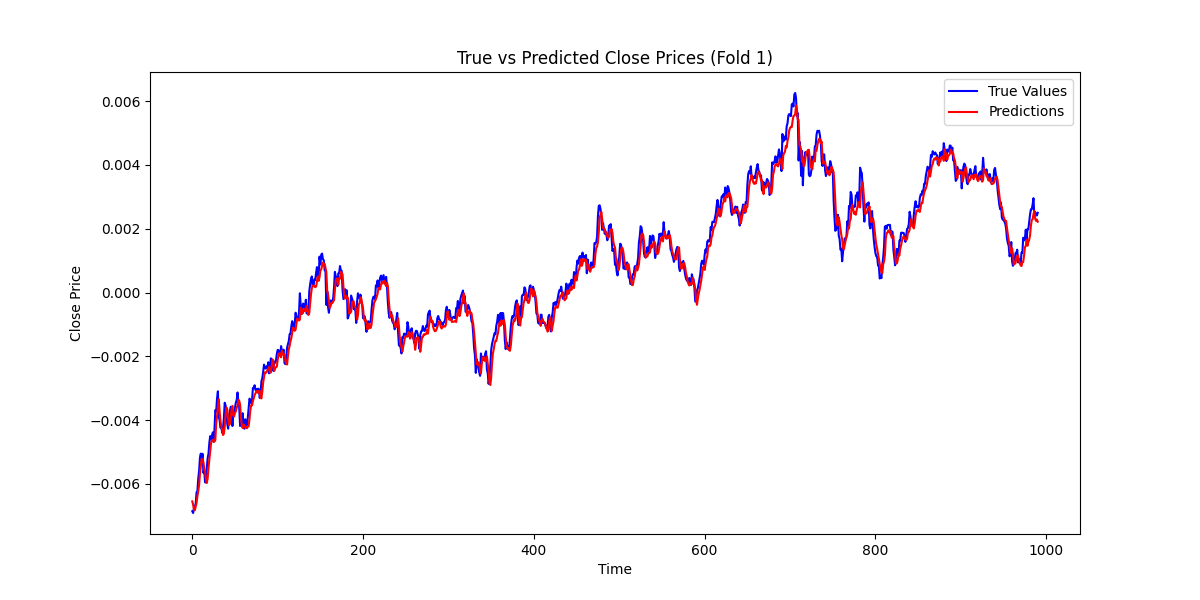 True vs Predicted Close Prices (Fold 1)
True Values
Predictions
0.006
0.004
0.002
0.000
−0.002
−0.004
−0.006
Close Price
0 200 400 600 800 1000
Time